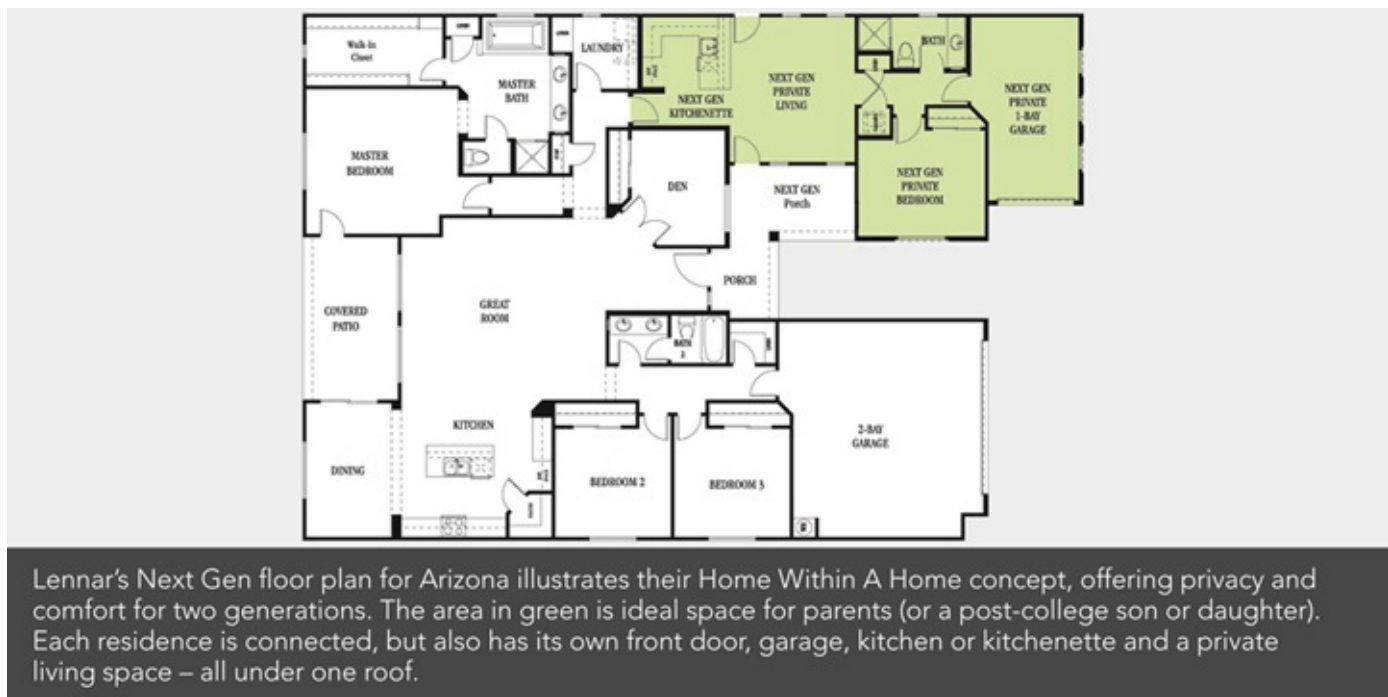 Walk-In
Closet
LINEN
LINEN
LAUNDRY
MASTER
BATH
MASTER
BEDROOM
NEXT GEN
KITCHENETTE
NEXT GEN
PRIVATE
LIVING
BATH
NEXT GEN
PRIVATE
1-BAY
GARAGE
NEXT GEN
PRIVATE
BEDROOM
DEN
NEXT GEN
Porch
PORCH
COVERED
PATIO
GREAT
ROOM
BATH
2
KITCHEN
DINING
BEDROOM 2
BEDROOM 3
2-BAY
GARAGE
Lennar's Next Gen floor plan for Arizona illustrates their Home Within A Home concept, offering privacy and
comfort for two generations. The area in green is ideal space for parents (or a post-college son or daughter).
Each residence is connected, but also has its own front door, garage, kitchen or kitchenette and a private
living space – all under one roof.